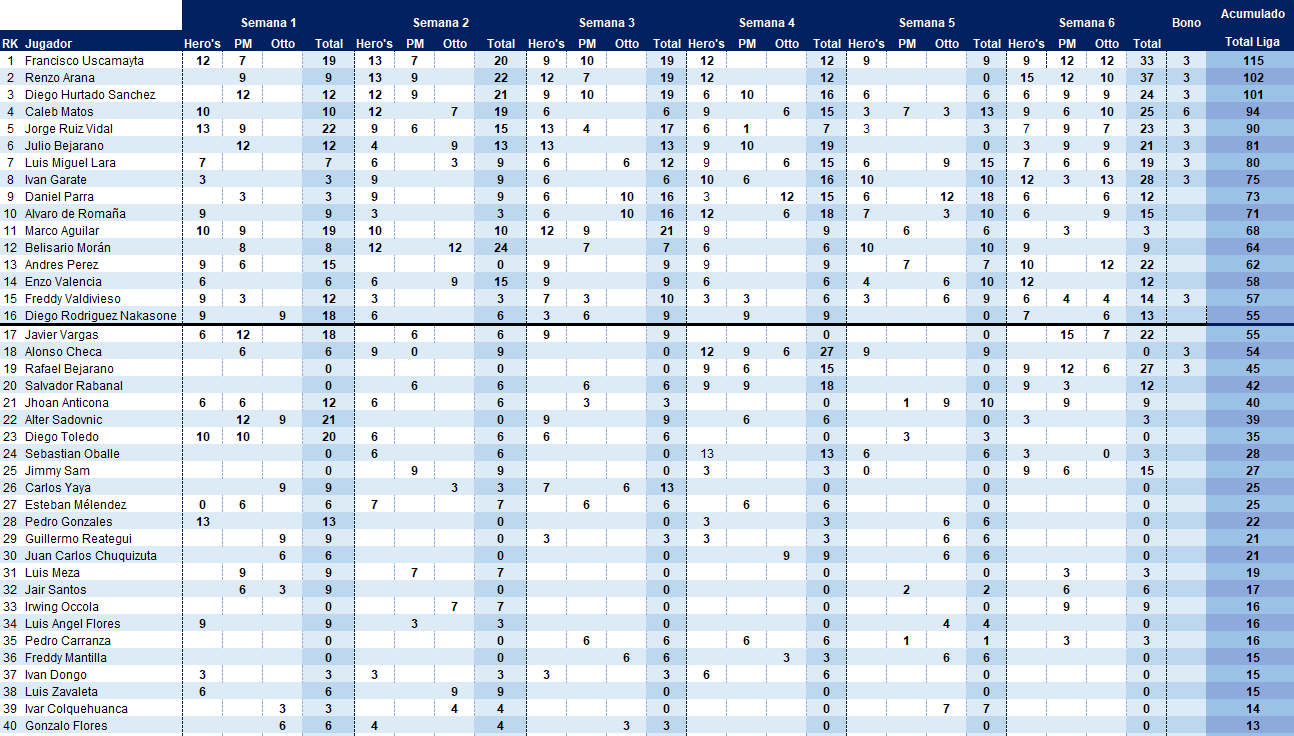 Semana 1 Semana 2 Semana 3 Semana 4 Semana 5 Semana 6 Bono Acumulado
RK Jugador Hero's PM Otto Total Hero's PM Otto Total Hero's PM Otto Total Hero's PM Otto Total Hero's PM Otto Total Hero's PM Otto Total Total Liga
1 Francisco Uscamayta 12 7 19 13 7 20 9 10 19 12 12 9 9 9 12 12 33 3 115
2 Renzo Arana 9 9 13 9 22 12 7 19 12 12 0 15 12 10 37 3 102
3 Diego Hurtado Sanchez 12 12 12 9 21 9 10 19 6 10 16 6 6 6 9 9 24 3 101
4 Caleb Matos 10 10 12 7 19 6 6 9 6 15 3 7 3 13 9 6 10 25 6 94
5 Jorge Ruiz Vidal 13 9 22 9 6 15 13 4 17 6 1 7 3 3 7 9 7 23 3 90
6 Julio Bejarano 12 12 4 9 13 13 13 9 10 19 0 3 9 9 21 3 81
7 Luis Miguel Lara 7 7 6 3 9 6 6 12 9 6 15 6 9 15 7 6 6 19 3 80
8 Ivan Garate 3 3 9 9 6 6 10 6 16 10 10 12 3 13 28 3 75
9 Daniel Parra 3 3 9 9 6 10 16 3 12 15 6 12 18 6 6 12 73
10 Alvaro de Romaña 9 9 3 3 6 10 16 12 6 18 7 3 10 6 9 15 71
11 Marco Aguilar 10 9 19 10 10 12 9 21 9 9 6 6 3 3 68
12 Belisario Morán 8 8 12 12 24 7 7 6 6 10 10 9 9 64
13 Andres Perez 9 6 15 0 9 9 9 9 7 7 10 12 22 62
14 Enzo Valencia 6 6 6 9 15 9 9 6 6 4 6 10 12 12 58
15 Freddy Valdivieso 9 3 12 3 3 7 3 10 3 3 6 3 6 9 6 4 4 14 3 57
16 Diego Rodriguez Nakasone 9 9 18 6 6 3 6 9 9 9 0 7 6 13 55
17 Javier Vargas 6 12 18 6 6 9 9 0 0 15 7 22 55
18 Alonso Checa 6 6 9 0 9 0 12 9 6 27 9 9 0 3 54
19 Rafael Bejarano 0 0 0 9 6 15 0 9 12 6 27 3 45
20 Salvador Rabanal 0 6 6 6 6 9 9 18 0 9 3 12 42
21 Jhoan Anticona 6 6 12 6 6 3 3 0 1 9 10 9 9 40
22 Alter Sadovnic 12 9 21 0 9 9 6 6 0 3 3 39
23 Diego Toledo 10 10 20 6 6 6 6 0 3 3 0 35
24 Sebastian Oballe 0 6 6 0 13 13 6 6 3 0 3 28
25 Jimmy Sam 0 9 9 0 3 3 0 0 9 6 15 27
26 Carlos Yaya 9 9 3 3 7 6 13 0 0 0 25
27 Esteban Mélendez 0 6 6 7 7 6 6 6 6 0 0 25
28 Pedro Gonzales 13 13 0 0 3 3 6 6 0 22
29 Guillermo Reategui 9 9 0 3 3 3 3 6 6 0 21
30 Juan Carlos Chuquizuta 6 6 0 0 9 9 6 6 0 21
31 Luis Meza 9 9 7 7 0 0 0 3 3 19
32 Jair Santos 6 3 9 0 0 0 2 2 6 6 17
33 Irwing Occola 0 7 7 0 0 0 9 9 16
34 Luis Angel Flores 9 9 3 3 0 0 4 4 0 16
35 Pedro Carranza 0 0 6 6 6 6 1 1 3 3 16
36 Freddy Mantilla 0 0 6 6 3 3 6 6 0 15
37 Ivan Dongo 3 3 3 3 3 3 6 6 0 0 15
38 Luis Zavaleta 6 6 9 9 0 0 0 0 15
39 Ivar Colquehuanca 3 3 4 4 0 0 7 7 0 14
40 Gonzalo Flores 6 6 4 4 3 3 0 0 0 13